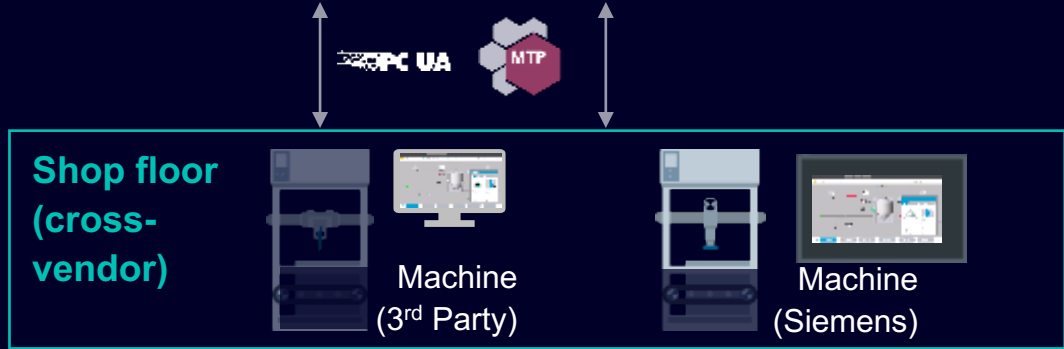 OPC UA
MTP
Shop floor
(cross-
vendor)
Machine
(3rd Party)
Machine
(Siemens)